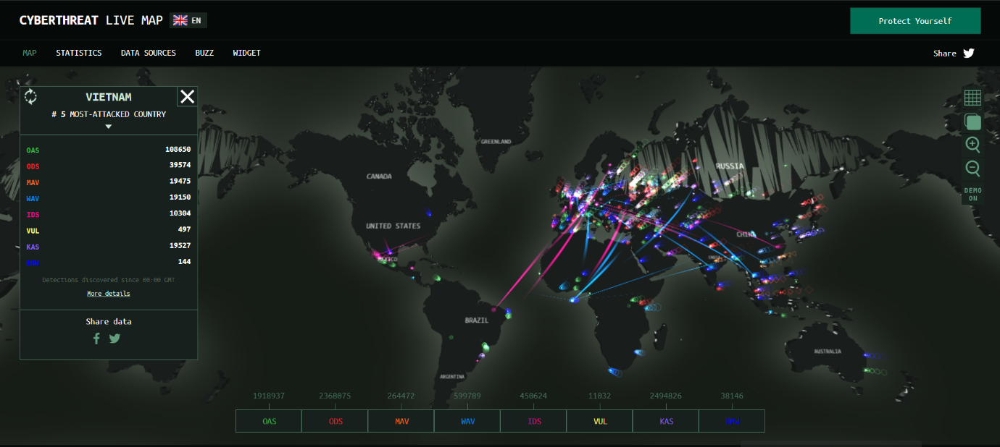 CYBERTHREAT LIVE MAP EN
Protect Yourself
MAP STATISTICS DATA SOURCES BUZZ WIDGET
Share
VIETNAM
# 5 MOST-ATTACKED COUNTRY
OAS 108650
ODS 39574
MAV 19475
WAV 19150
IDS 10304
VUL 497
KAS 19527
RMW 144
Detections discovered since 00:00 GMT
More details
Share data
GREENLAND
CANADA
RUSSIA
UNITED STATES
CHINA
MEXICO
INDIA
BRAZIL
AUSTRALIA
ARGENTINA
DEMO
ON
1918937 2368075 264472 599789 450624 11032 2494826 38146
OAS ODS MAV WAV IDS VUL KAS RMW